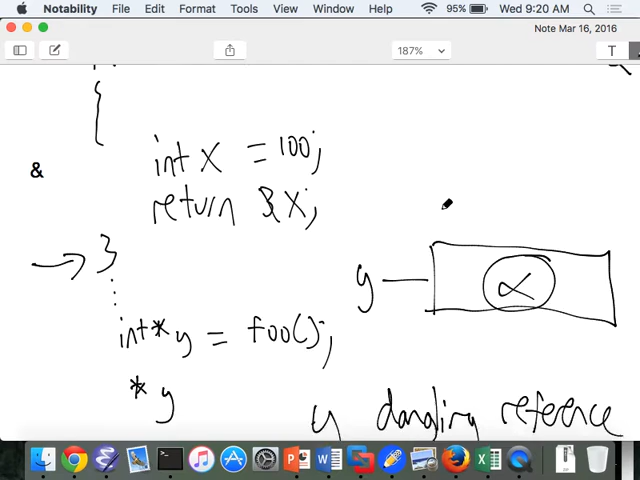 Notability File Edit Format Tools View Window Help 95% Wed 9:20 AM
Note Mar 16, 2016
187% T
{
int x = 100;
&
return &x;
→ }
⋮
y — α
int* y = foo();
* y
y dangling reference